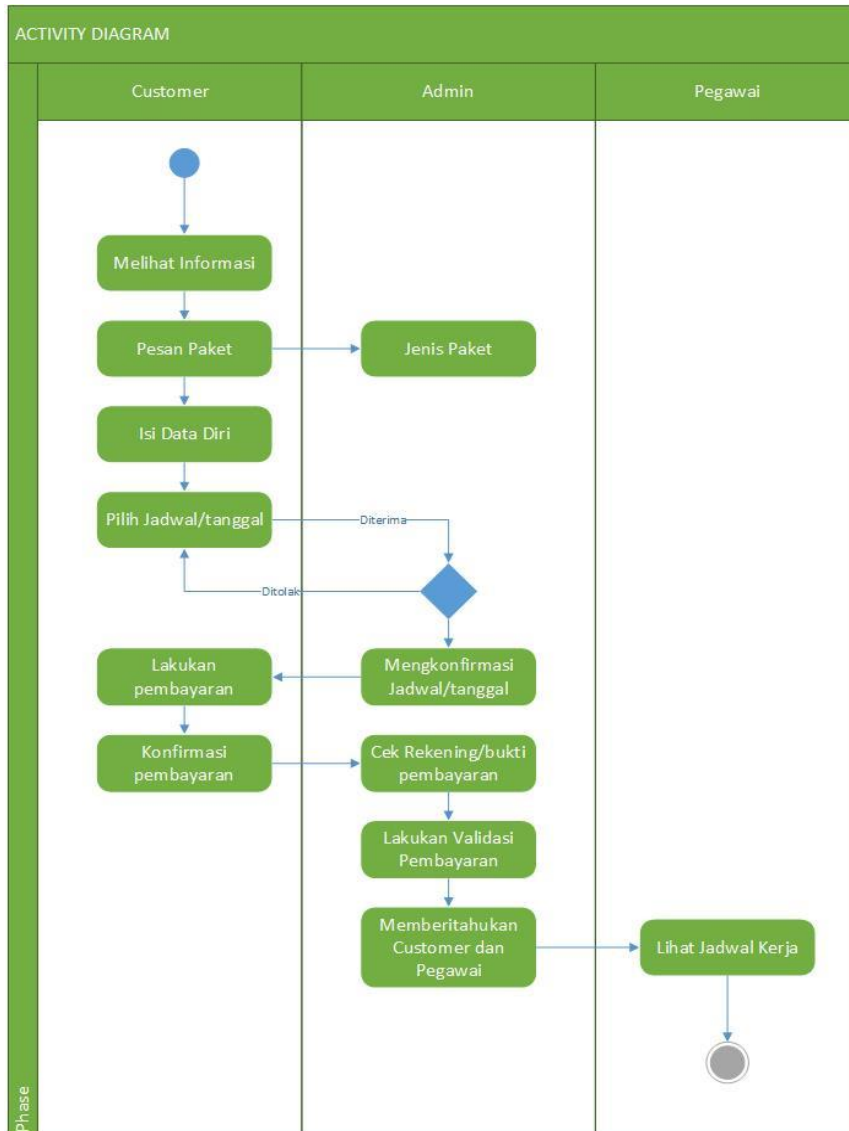 ACTIVITY DIAGRAM
Customer
Admin
Pegawai
Melihat Informasi
Pesan Paket
Jenis Paket
Isi Data Diri
Pilih Jadwal/tanggal
Diterima
Ditolak
Lakukan
pembayaran
Mengkonfirmasi
Jadwal/tanggal
Konfirmasi
pembayaran
Cek Rekening/bukti
pembayaran
Lakukan Validasi
Pembayaran
Memberitahukan
Customer dan
Pegawai
Lihat Jadwal Kerja
Phase